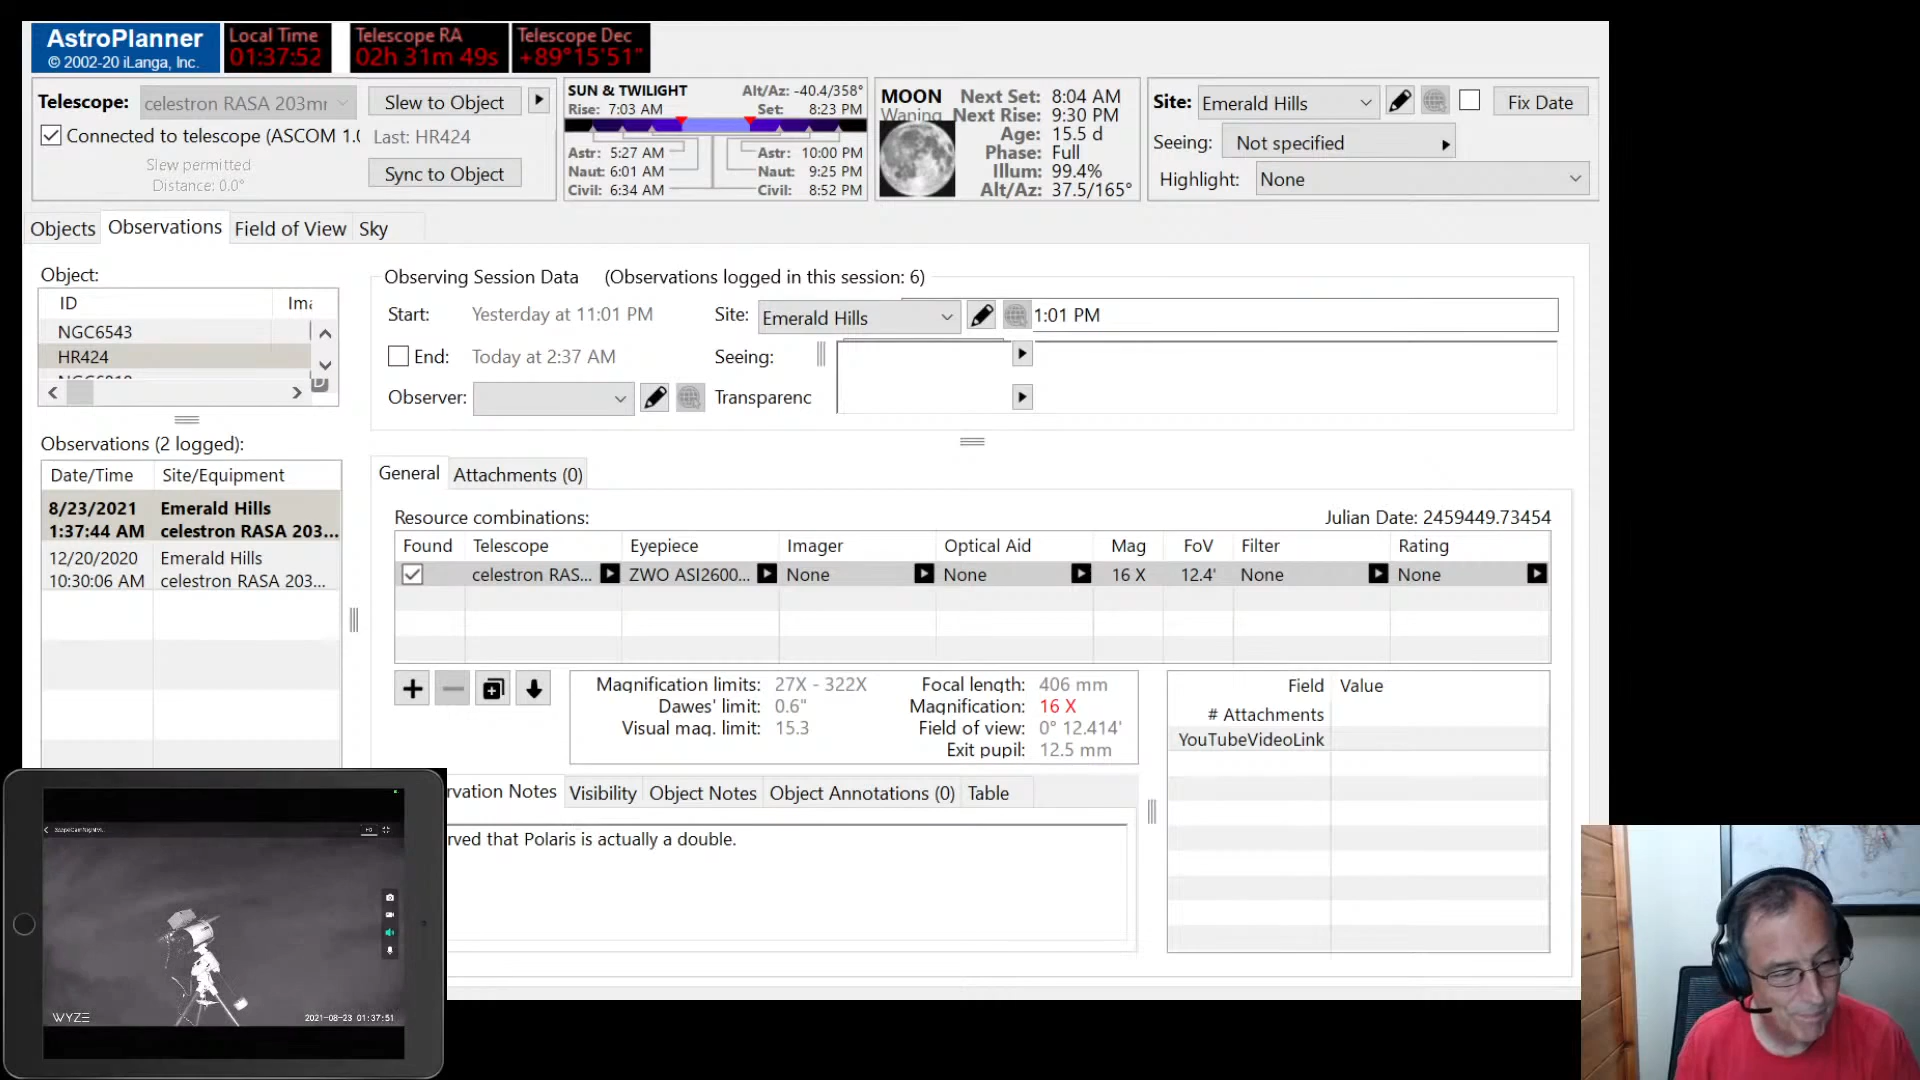 AstroPlanner
© 2002-20 iLanga, Inc.
Local Time
01:37:52
Telescope RA
02h 31m 49s
Telescope Dec
+89°15'51"
Telescope:
celestron RASA 203mr
Slew to Object
Connected to telescope (ASCOM 1.
Last: HR424
Slew permitted
Distance: 0.0°
Sync to Object
SUN & TWILIGHT
Alt/Az: -40.4/358°
Rise: 7:03 AM
Set: 8:23 PM
Astr: 5:27 AM
Astr: 10:00 PM
Naut: 6:01 AM
Naut: 9:25 PM
Civil: 6:34 AM
Civil: 8:52 PM
MOON
Waning
Next Set: 8:04 AM
Next Rise: 9:30 PM
Age: 15.5 d
Phase: Full
Illum: 99.4%
Alt/Az: 37.5/165°
Site: Emerald Hills
Fix Date
Seeing: Not specified
Highlight: None
Objects
Observations
Field of View
Sky
Object:
ID
Ima
NGC6543
HR424
Observations (2 logged):
Date/Time
Site/Equipment
8/23/2021
Emerald Hills
1:37:44 AM
celestron RASA 203...
12/20/2020
Emerald Hills
10:30:06 AM
celestron RASA 203...
Observing Session Data
(Observations logged in this session: 6)
Start: Yesterday at 11:01 PM
Site: Emerald Hills
1:01 PM
End: Today at 2:37 AM
Seeing:
Observer:
Transparenc
General
Attachments (0)
Resource combinations:
Julian Date: 2459449.73454
Found
Telescope
Eyepiece
Imager
Optical Aid
Mag
FoV
Filter
Rating
celestron RAS...
ZWO ASI2600...
None
None
16 X
12.4'
None
None
Magnification limits: 27X - 322X
Focal length: 406 mm
Dawes' limit: 0.6"
Magnification: 16 X
Visual mag. limit: 15.3
Field of view: 0° 12.414'
Exit pupil: 12.5 mm
Field
Value
# Attachments
YouTubeVideoLink
rvation Notes
Visibility
Object Notes
Object Annotations (0)
Table
rved that Polaris is actually a double.
WYZE
2021-08-23 01:37:51